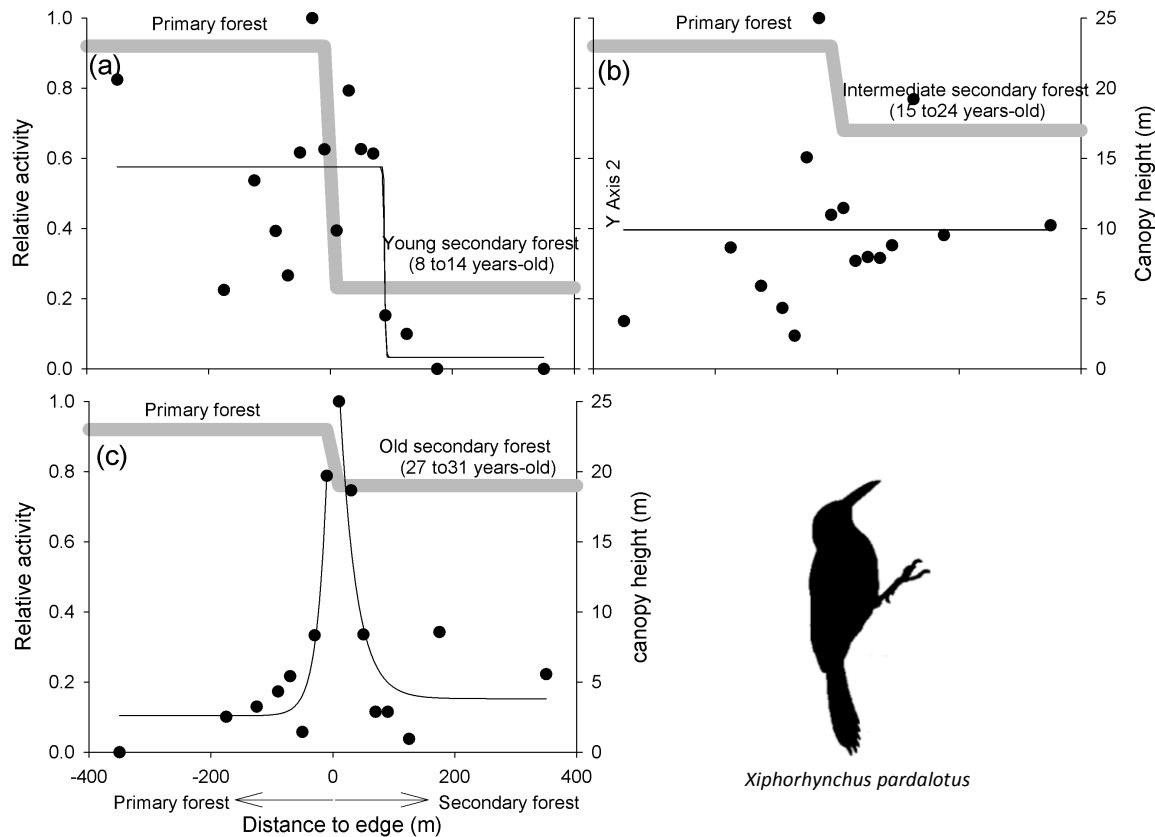 Primary forest
(a)
1.0
0.8
0.6
0.4
0.2
0.0
Relative activity
Young secondary forest
(8 to14 years-old)
Primary forest
(b)
Intermediate secondary forest
(15 to24 years-old)
Y Axis 2
25
20
15
10
5
0
Canopy height (m)
Primary forest
(c)
1.0
0.8
0.6
0.4
0.2
0.0
Relative activity
Old secondary forest
(27 to31 years-old)
25
20
15
10
5
0
canopy height (m)
-400 -200 0 200 400
Primary forest Secondary forest
Distance to edge (m)
Xiphorhynchus pardalotus